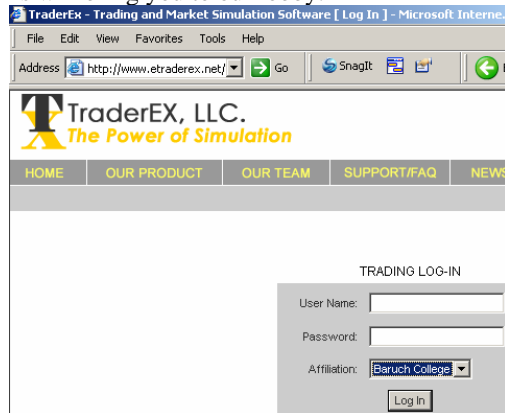 TraderEx - Trading and Market Simulation Software [ Log In ] - Microsoft Interne
File Edit View Favorites Tools Help
Address http://www.etraderex.net/ Go SnagIt
TraderEX, LLC.
The Power of Simulation
HOME OUR PRODUCT OUR TEAM SUPPORT/FAQ NEWS
TRADING LOG-IN
User Name:
Password:
Affiliation: Baruch College
Log In